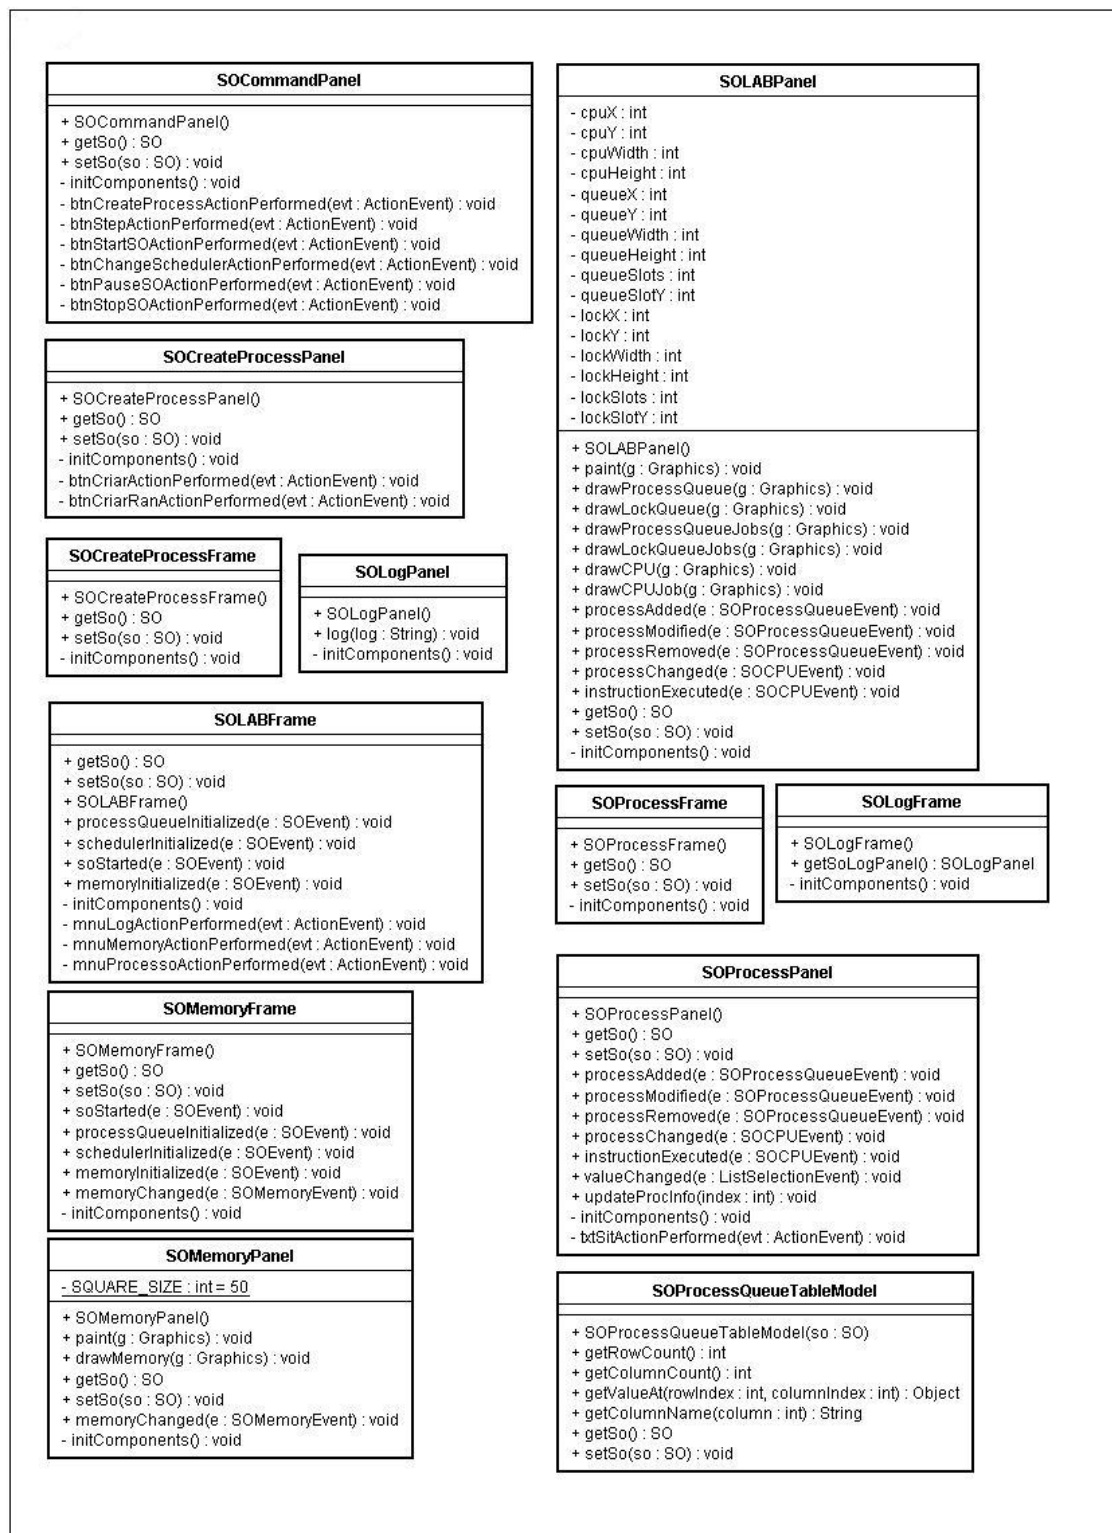 SOCommandPanel
+ SOCommandPanel()
+ getSo() : SO
+ setSo(so : SO) : void
- initComponents() : void
- btnCreateProcessActionPerformed(evt : ActionEvent) : void
- btnStepActionPerformed(evt : ActionEvent) : void
- btnStartSOActionPerformed(evt : ActionEvent) : void
- btnChangeSchedulerActionPerformed(evt : ActionEvent) : void
- btnPauseSOActionPerformed(evt : ActionEvent) : void
- btnStopSOActionPerformed(evt : ActionEvent) : void
SOCreateProcessPanel
+ SOCreateProcessPanel()
+ getSo() : SO
+ setSo(so : SO) : void
- initComponents() : void
- btnCriarActionPerformed(evt : ActionEvent) : void
- btnCriarRanActionPerformed(evt : ActionEvent) : void
SOCreateProcessFrame
+ SOCreateProcessFrame()
+ getSo() : SO
+ setSo(so : SO) : void
- initComponents() : void
SOLogPanel
+ SOLogPanel()
+ log(log : String) : void
- initComponents() : void
SOLABFrame
+ getSo() : SO
+ setSo(so : SO) : void
+ SOLABFrame()
+ processQueueInitialized(e : SOEvent) : void
+ schedulerInitialized(e : SOEvent) : void
+ soStarted(e : SOEvent) : void
+ memoryInitialized(e : SOEvent) : void
- initComponents() : void
- mnuLogActionPerformed(evt : ActionEvent) : void
- mnuMemoryActionPerformed(evt : ActionEvent) : void
- mnuProcessoActionPerformed(evt : ActionEvent) : void
SOMemoryFrame
+ SOMemoryFrame()
+ getSo() : SO
+ setSo(so : SO) : void
+ soStarted(e : SOEvent) : void
+ processQueueInitialized(e : SOEvent) : void
+ schedulerInitialized(e : SOEvent) : void
+ memoryInitialized(e : SOEvent) : void
+ memoryChanged(e : SOMemoryEvent) : void
- initComponents() : void
SOMemoryPanel
- SQUARE_SIZE : int = 50
+ SOMemoryPanel()
+ paint(g : Graphics) : void
+ drawMemory(g : Graphics) : void
+ getSo() : SO
+ setSo(so : SO) : void
+ memoryChanged(e : SOMemoryEvent) : void
- initComponents() : void
SOLABPanel
- cpuX : int
- cpuY : int
- cpuWidth : int
- cpuHeight : int
- queueX : int
- queueY : int
- queueWidth : int
- queueHeight : int
- queueSlots : int
- queueSlotY : int
- lockX : int
- lockY : int
- lockWidth : int
- lockHeight : int
- lockSlots : int
- lockSlotY : int
+ SOLABPanel()
+ paint(g : Graphics) : void
+ drawProcessQueue(g : Graphics) : void
+ drawLockQueue(g : Graphics) : void
+ drawProcessQueueJobs(g : Graphics) : void
+ drawLockQueueJobs(g : Graphics) : void
+ drawCPU(g : Graphics) : void
+ drawCPUJob(g : Graphics) : void
+ processAdded(e : SOProcessQueueEvent) : void
+ processModified(e : SOProcessQueueEvent) : void
+ processRemoved(e : SOProcessQueueEvent) : void
+ processChanged(e : SOCPUEvent) : void
+ instructionExecuted(e : SOCPUEvent) : void
+ getSo() : SO
+ setSo(so : SO) : void
- initComponents() : void
SOProcessFrame
+ SOProcessFrame()
+ getSo() : SO
+ setSo(so : SO) : void
- initComponents() : void
SOLogFrame
+ SOLogFrame()
+ getSoLogPanel() : SOLogPanel
- initComponents() : void
SOProcessPanel
+ SOProcessPanel()
+ getSo() : SO
+ setSo(so : SO) : void
+ processAdded(e : SOProcessQueueEvent) : void
+ processModified(e : SOProcessQueueEvent) : void
+ processRemoved(e : SOProcessQueueEvent) : void
+ processChanged(e : SOCPUEvent) : void
+ instructionExecuted(e : SOCPUEvent) : void
+ valueChanged(e : ListSelectionEvent) : void
+ updateProcInfo(index : int) : void
- initComponents() : void
- txtSitActionPerformed(evt : ActionEvent) : void
SOProcessQueueTableModel
+ SOProcessQueueTableModel(so : SO)
+ getRowCount() : int
+ getColumnCount() : int
+ getValueAt(rowIndex : int, columnIndex : int) : Object
+ getColumnName(column : int) : String
+ getSo() : SO
+ setSo(so : SO) : void